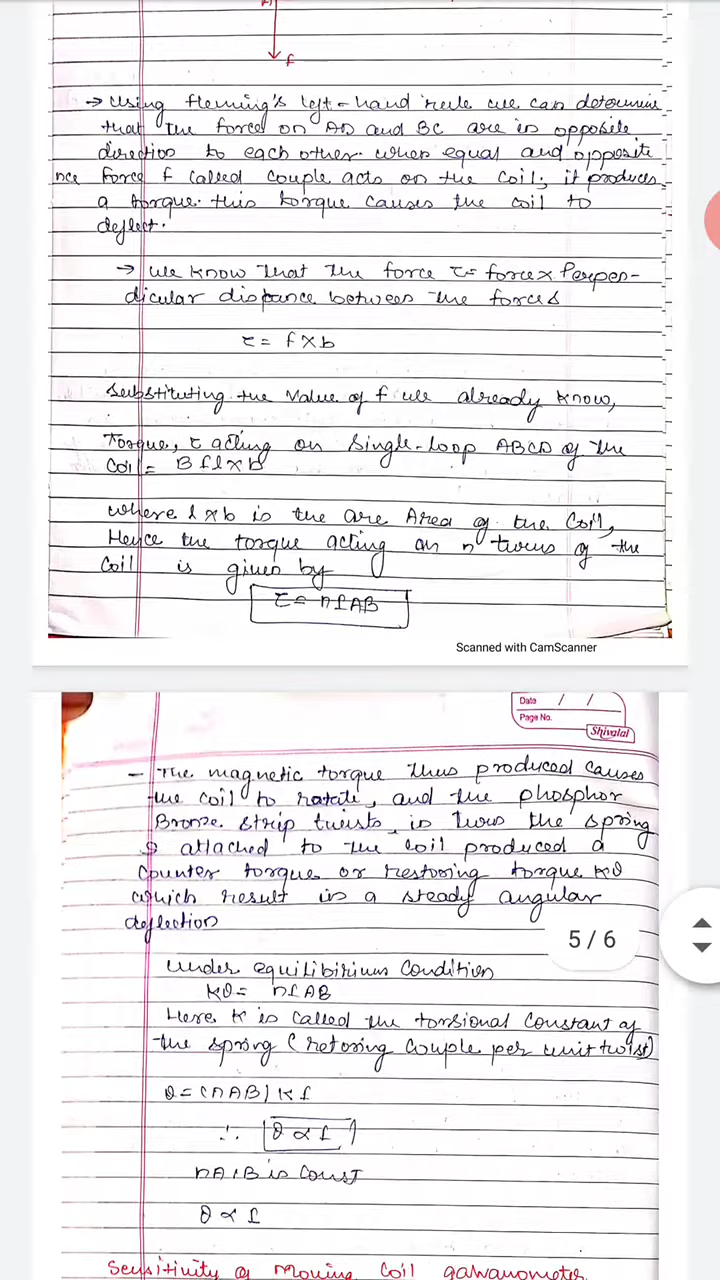 f
→ Using fleming's left-hand rule we can determine
that the force on AD and BC are in opposite
direction to each other. when equal and opposite
nce force f called couple acts on the coil, it produces
a torque. this torque causes the coil to
deflect.
→ we know that the force τ= force x Perpen-
dicular distance between the forces
τ = f x b
Substituting the value of f we already know,
Torque, τ acting on single-loop ABCD of the
coil = B I l x b
where l x b is the are Area of the coil,
Hence the torque acting on n turns of the
coil is given by
τ = nIAB
Scanned with CamScanner
Date / /
Page No.
Shivalal
- The magnetic torque thus produced causes
the coil to rotate, and the phosphor
Bronze strip twists, in turn the spring
s attached to the coil produced a
counter torque or restoring torque kθ
which result in a steady angular
deflection
5 / 6
under equilibirium condition
kθ = nIAB
Here k is called the torsional constant of
the spring (retoring couple per unit twist)
θ = (nAB) k I
∴ θ ∝ I
nA/B is const
θ ∝ I
Sensitivity of Moving coil galvanometer